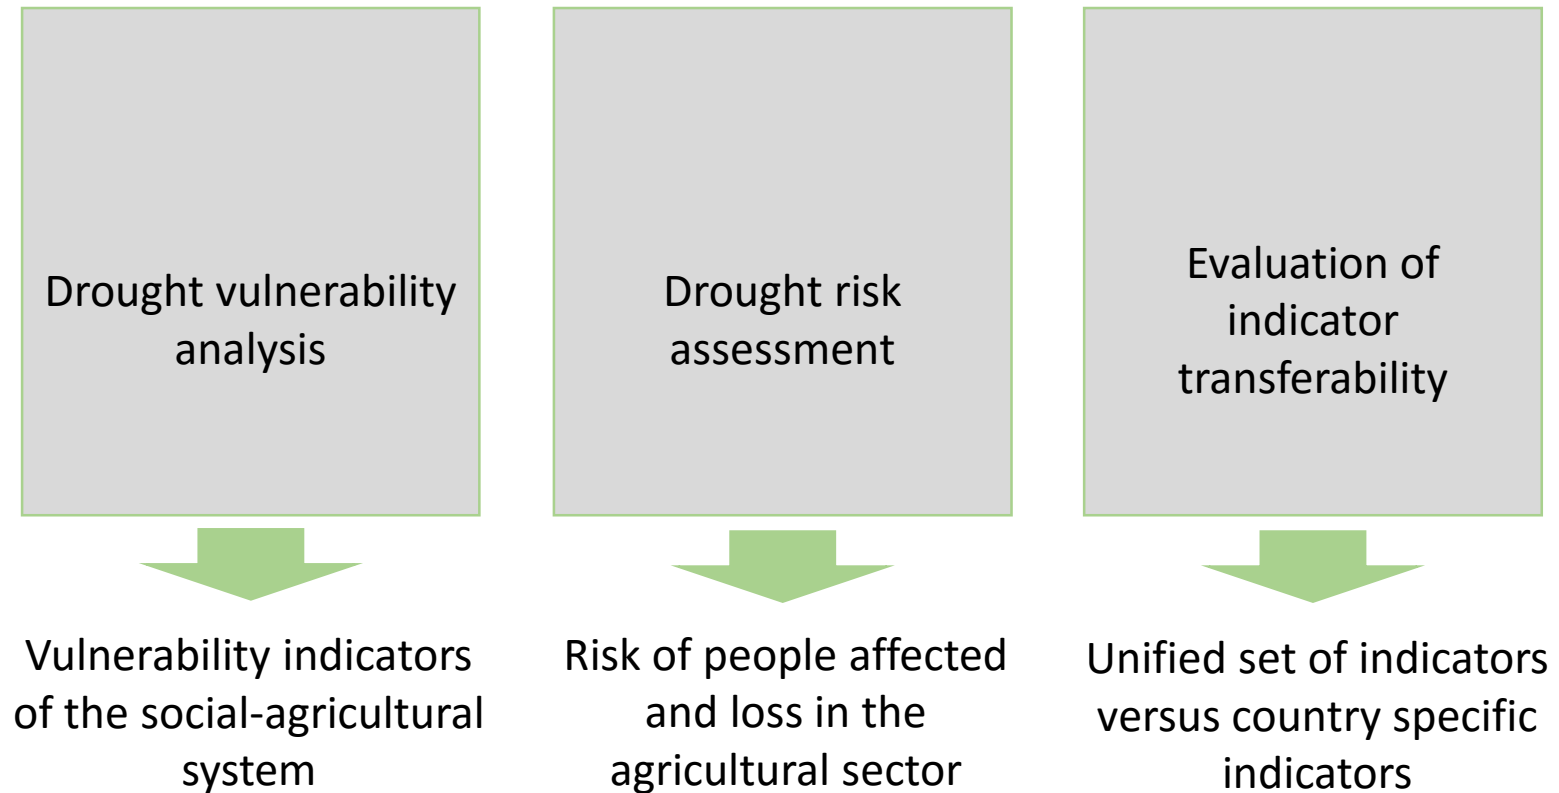 Drought vulnerability
analysis
Drought risk
assessment
Evaluation of
indicator
transferability
Vulnerability indicators
of the social-agricultural
system
Risk of people affected
and loss in the
agricultural sector
Unified set of indicators
versus country specific
indicators